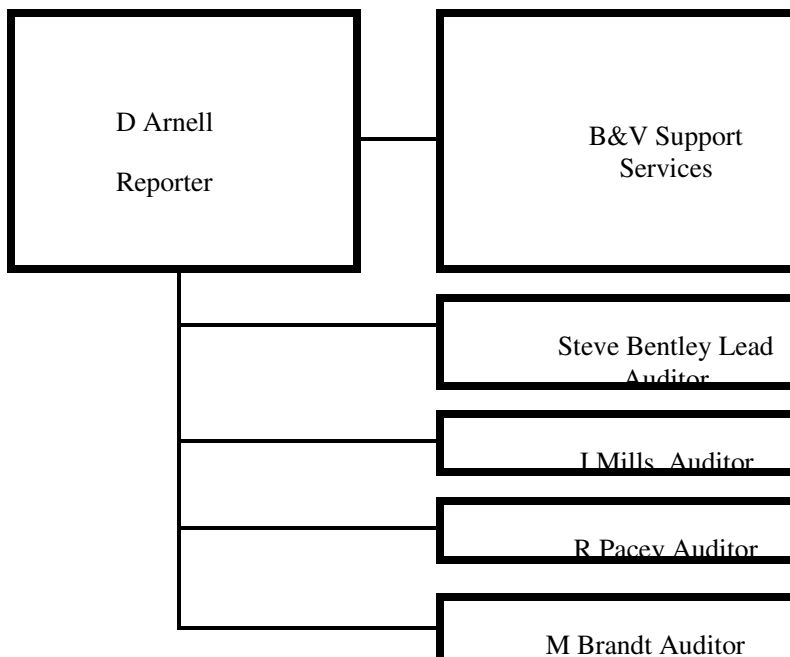 D Arnell
Reporter
B&V Support
Services
Steve Bentley Lead
Auditor
I Mills Auditor
R Pacey Auditor
M Brandt Auditor